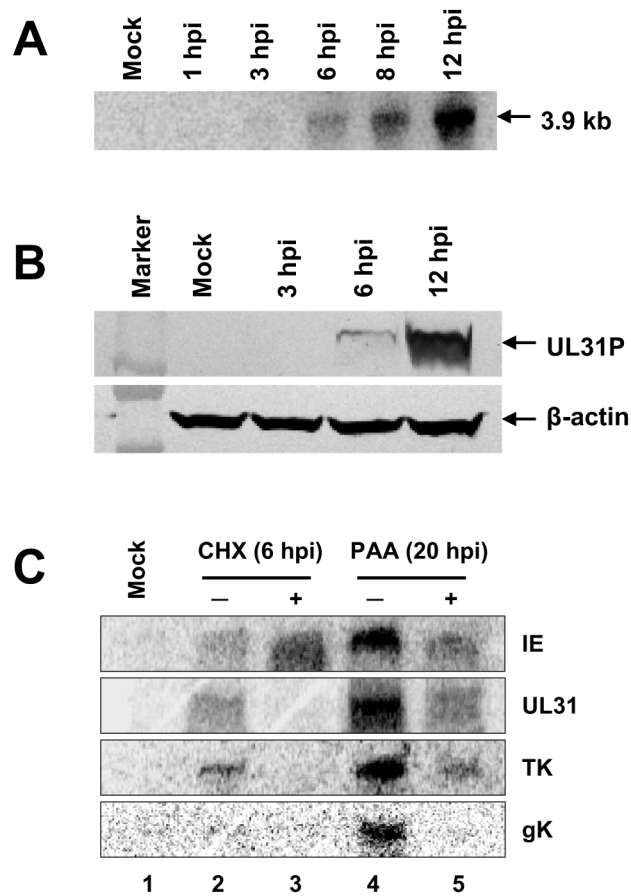 A
Mock 1 hpi 3 hpi 6 hpi 8 hpi 12 hpi
3.9 kb
B
Marker Mock 3 hpi 6 hpi 12 hpi
UL31P
β-actin
C
Mock
CHX (6 hpi) PAA (20 hpi)
– + – +
IE
UL31
TK
gK
1 2 3 4 5